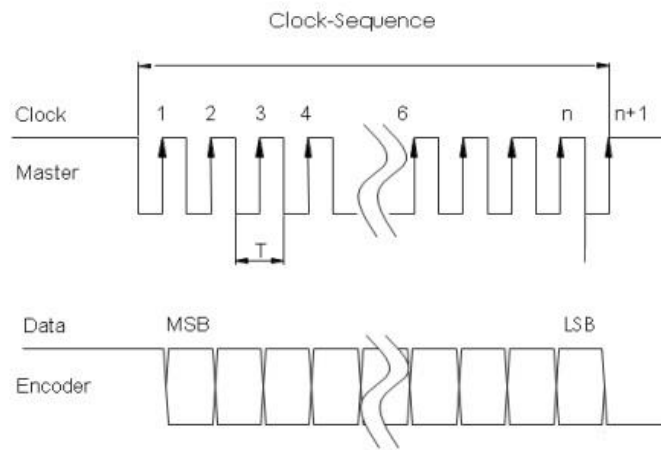 Clock-Sequence
Clock 1 2 3 4 6 n n+1
Master
T
Data MSB LSB
Encoder